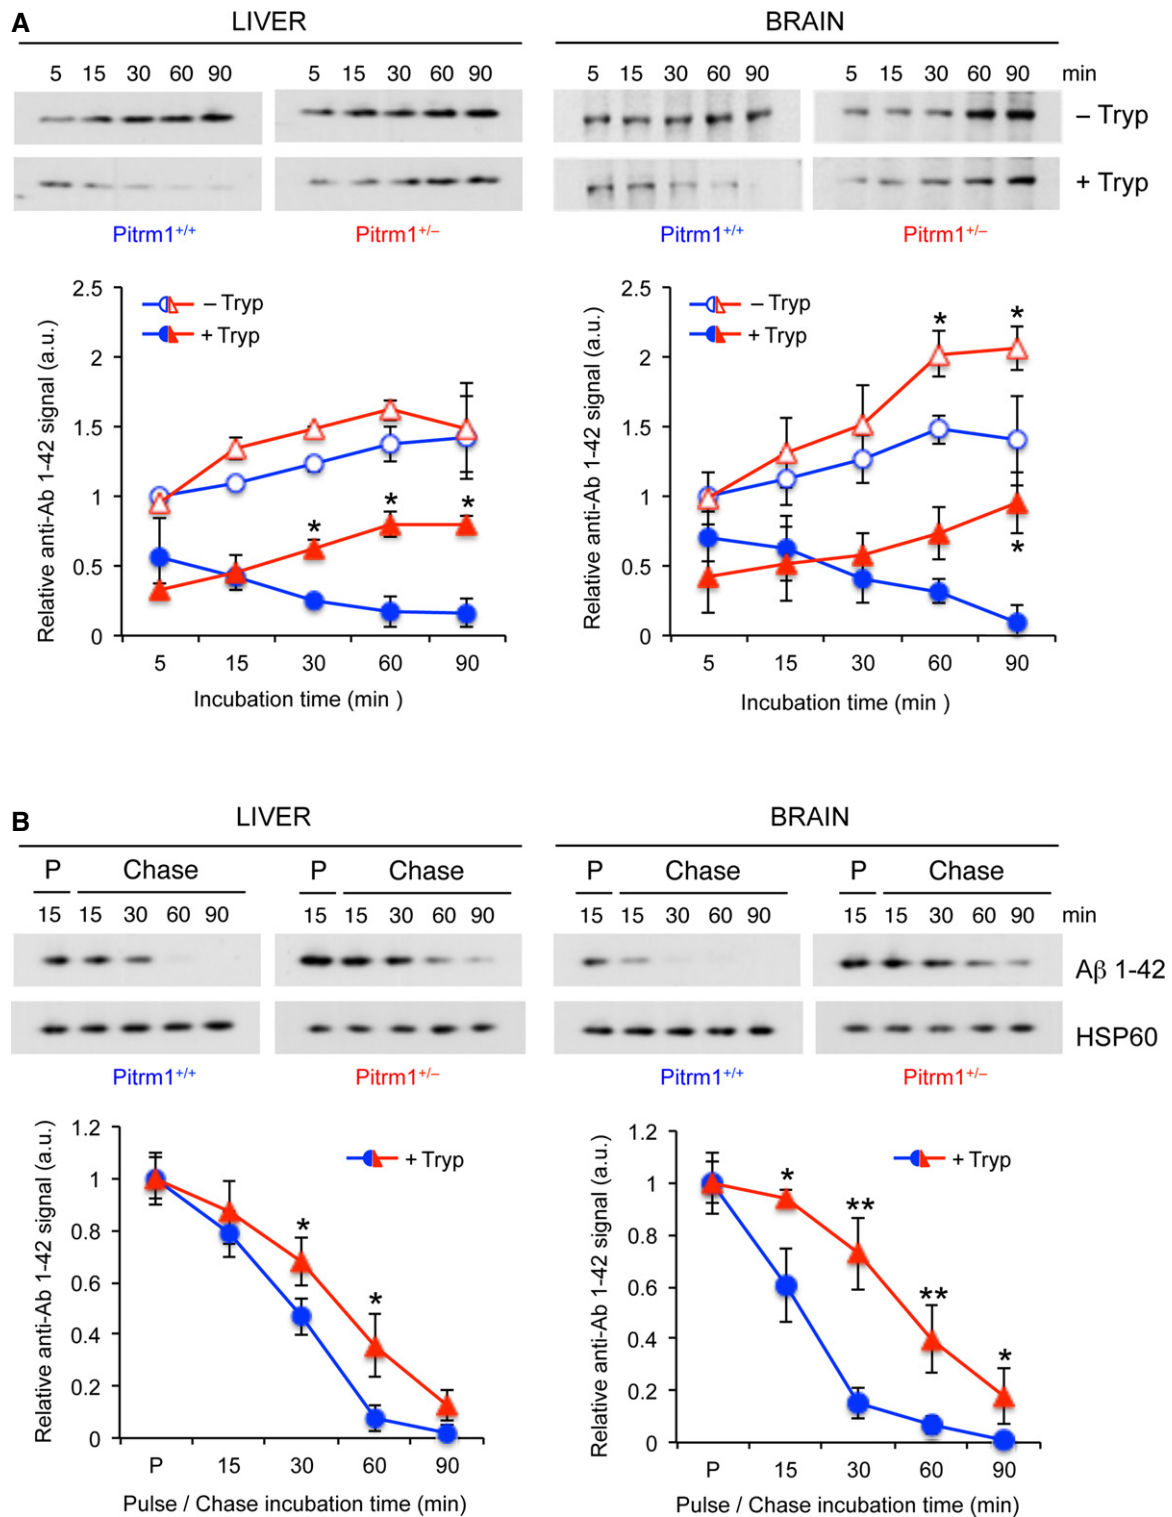 A
LIVER BRAIN
5 15 30 60 90 5 15 30 60 90 5 15 30 60 90 5 15 30 60 90 min
– Tryp
+ Tryp
Pitrm1+/+ Pitrm1+/– Pitrm1+/+ Pitrm1+/–
Relative anti-Ab 1-42 signal (a.u.)
2.5
2
1.5
1
0.5
0
– Tryp
+ Tryp
* * *
5 15 30 60 90
Incubation time (min )
Relative anti-Ab 1-42 signal (a.u.)
2.5
2
1.5
1
0.5
0
– Tryp
+ Tryp
* *
*
5 15 30 60 90
Incubation time (min )
B
LIVER BRAIN
P Chase P Chase P Chase P Chase
15 15 30 60 90 15 15 30 60 90 15 15 30 60 90 15 15 30 60 90 min
Aβ 1-42
HSP60
Pitrm1+/+ Pitrm1+/– Pitrm1+/+ Pitrm1+/–
Relative anti-Ab 1-42 signal (a.u.)
1.2
1
0.8
0.6
0.4
0.2
0
+ Tryp
* *
P 15 30 60 90
Pulse / Chase incubation time (min)
Relative anti-Ab 1-42 signal (a.u.)
1.2
1
0.8
0.6
0.4
0.2
0
+ Tryp
* ** ** *
P 15 30 60 90
Pulse / Chase incubation time (min)